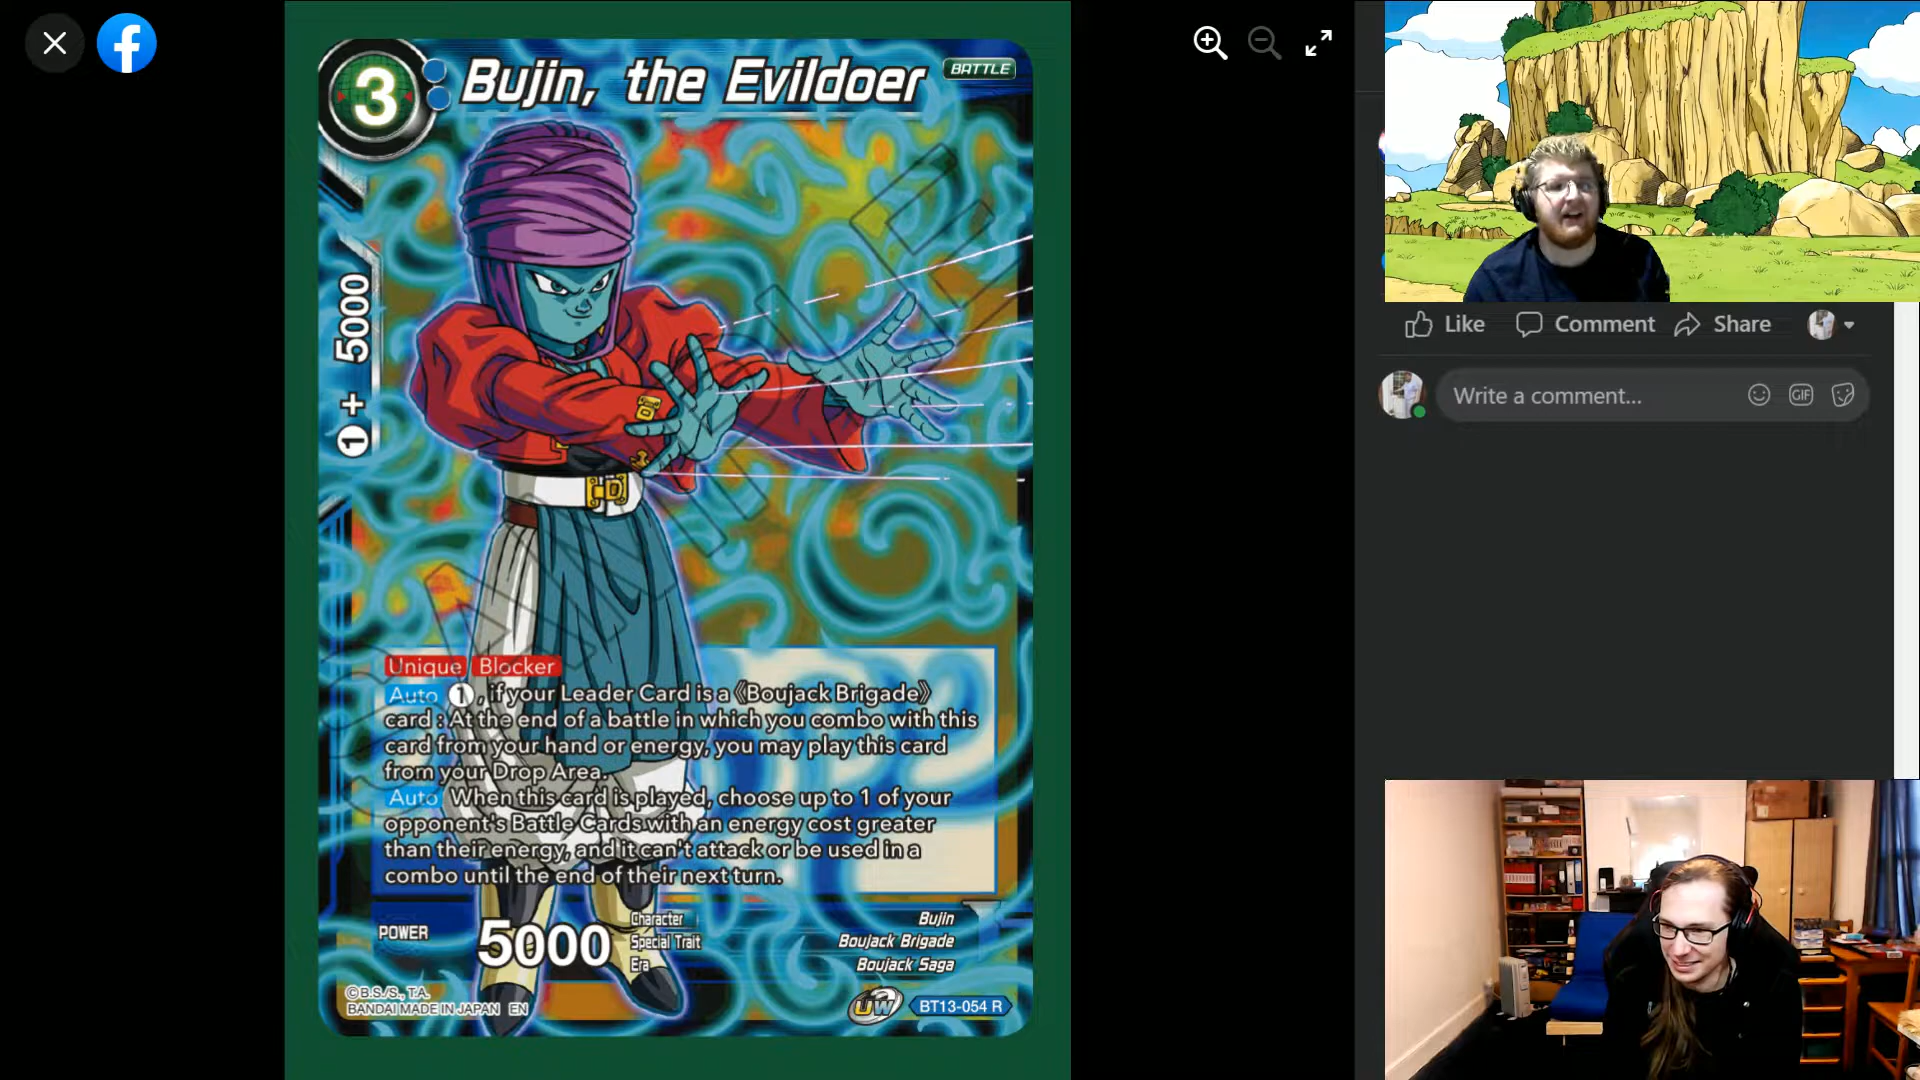 3
Bujin, the Evildoer
BATTLE
1 + 5000
Unique Blocker
Auto 1, if your Leader Card is a《Boujack Brigade》
card : At the end of a battle in which you combo with this
card from your hand or energy, you may play this card
from your Drop Area.
Auto When this card is played, choose up to 1 of your
opponent's Battle Cards with an energy cost greater
than their energy, and it can't attack or be used in a
combo until the end of their next turn.
POWER
5000
Character
Special Trait
Era
Bujin
Boujack Brigade
Boujack Saga
©B.S./S., T.A.
BANDAI MADE IN JAPAN EN
UW
BT13-054 R
SAMPLE
Like
Comment
Share
Write a comment...
GIF